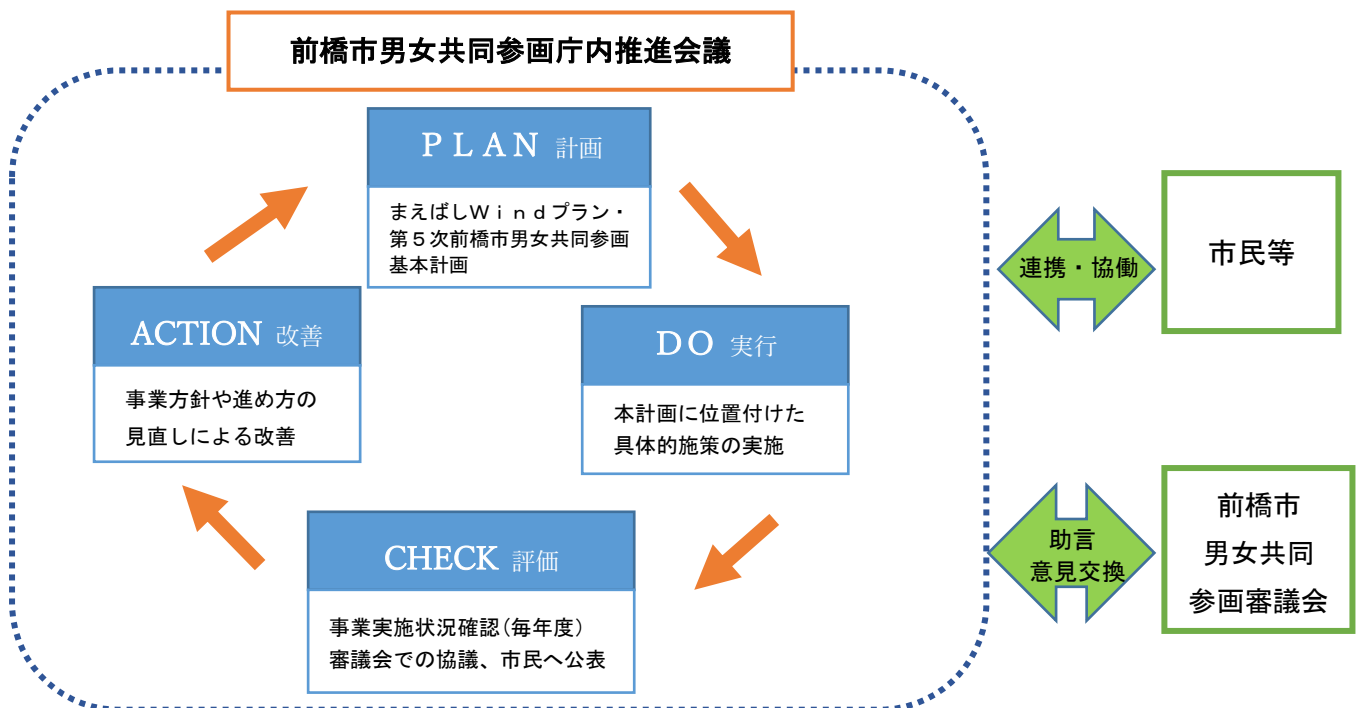 前橋市男女共同参画庁内推進会議
ＰＬＡＮ 計画
まえばしＷｉｎｄプラン・
第５次前橋市男女共同参画
基本計画
ACTION 改善
事業方針や進め方の
見直しによる改善
ＤＯ 実行
本計画に位置付けた
具体的施策の実施
CHECK 評価
事業実施状況確認（毎年度）
審議会での協議、市民へ公表
連携・協働
市民等
助言
意見交換
前橋市
男女共同
参画審議会